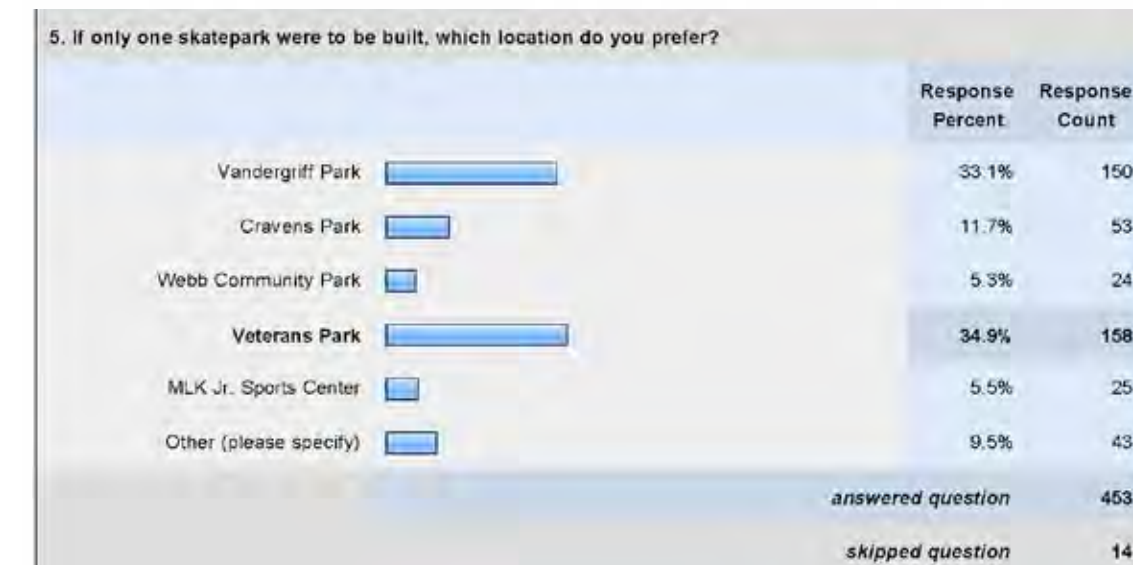 5. If only one skatepark were to be built, which location do you prefer?
Response Percent Response Count
Vandergriff Park 33.1% 150
Cravens Park 11.7% 53
Webb Community Park 5.3% 24
Veterans Park 34.9% 158
MLK Jr. Sports Center 5.5% 25
Other (please specify) 9.5% 43
answered question 453
skipped question 14